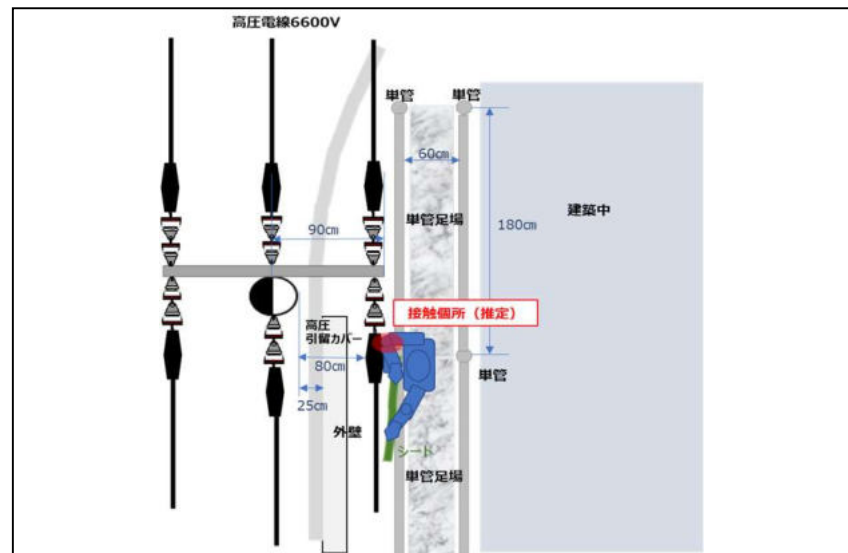 高圧電線6600V
単管
単管
60㎝
単管足場
90㎝
180㎝
建築中
接触個所（推定）
高圧
引留カバー
80㎝
単管
25㎝
外壁
シート
単管足場